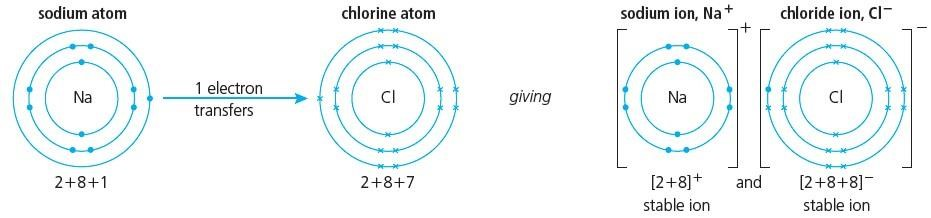 sodium atom
chlorine atom
sodium ion, Na⁺
chloride ion, Cl⁻
Na
1 electron
transfers
Cl
giving
Na
+
Cl
−
2+8+1
2+8+7
[2+8]⁺
and
[2+8+8]⁻
stable ion
stable ion